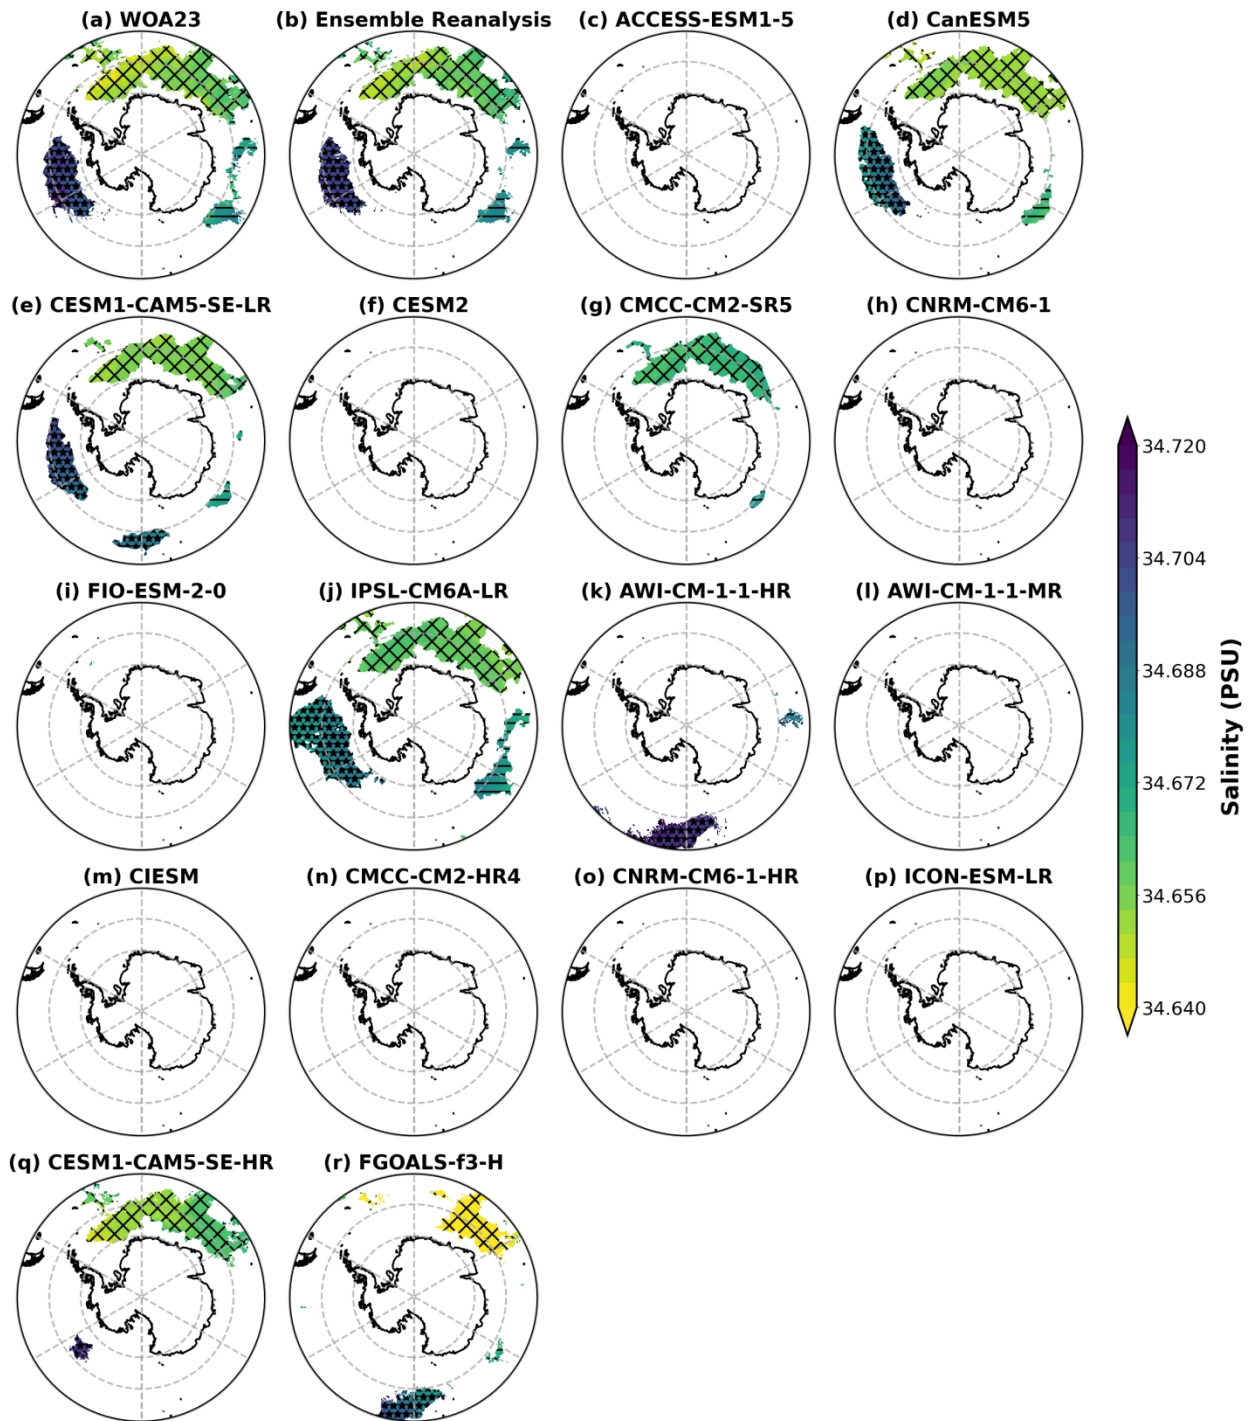 (a) WOA23
(b) Ensemble Reanalysis
(c) ACCESS-ESM1-5
(d) CanESM5
(e) CESM1-CAM5-SE-LR
(f) CESM2
(g) CMCC-CM2-SR5
(h) CNRM-CM6-1
(i) FIO-ESM-2-0
(j) IPSL-CM6A-LR
(k) AWI-CM-1-1-HR
(l) AWI-CM-1-1-MR
(m) CIESM
(n) CMCC-CM2-HR4
(o) CNRM-CM6-1-HR
(p) ICON-ESM-LR
(q) CESM1-CAM5-SE-HR
(r) FGOALS-f3-H
34.720
34.704
34.688
34.672
34.656
34.640
Salinity (PSU)